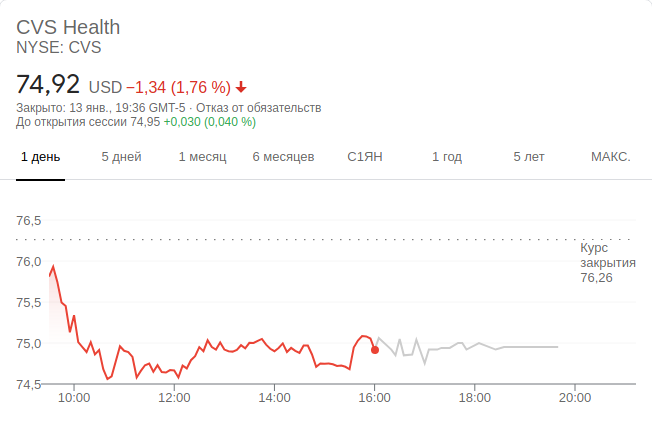 CVS Health
NYSE: CVS
74,92 USD −1,34 (1,76 %)
Закрыто: 13 янв., 19:36 GMT-5 · Отказ от обязательств
До открытия сессии 74,95 +0,030 (0,040 %)
1 день 5 дней 1 месяц 6 месяцев С1ЯН 1 год 5 лет МАКС.
76,5
Курс
закрытия
76,26
76,0
75,5
75,0
74,5
10:00 12:00 14:00 16:00 18:00 20:00